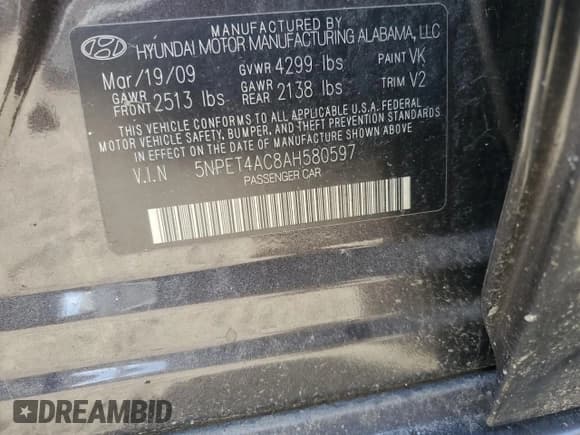 MANUFACTURED BY
HYUNDAI MOTOR MANUFACTURING ALABAMA, LLC
Mar/19/09 GVWR 4299 lbs PAINT VK
GAWR FRONT 2513 lbs GAWR REAR 2138 lbs TRIM V2
THIS VEHICLE CONFORMS TO ALL APPLICABLE U.S.A. FEDERAL
MOTOR VEHICLE SAFETY, BUMPER, AND THEFT PREVENTION STANDARDS
IN EFFECT ON THE DATE OF MANUFACTURE SHOWN ABOVE.
V.I.N 5NPET4AC8AH580597
PASSENGER CAR
DREAMBID